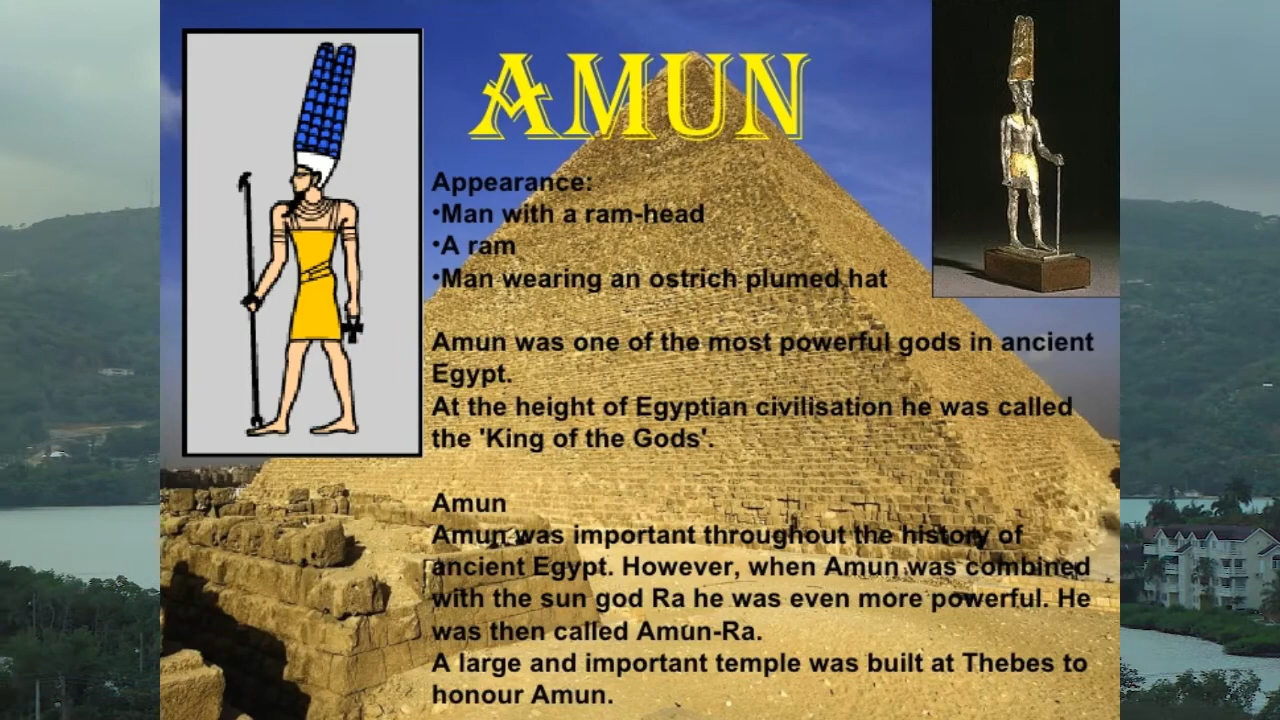 AMUN
Appearance:
•Man with a ram-head
•A ram
•Man wearing an ostrich plumed hat
Amun was one of the most powerful gods in ancient
Egypt.
At the height of Egyptian civilisation he was called
the 'King of the Gods'.
Amun
Amun was important throughout the history of
ancient Egypt. However, when Amun was combined
with the sun god Ra he was even more powerful. He
was then called Amun-Ra.
A large and important temple was built at Thebes to
honour Amun.